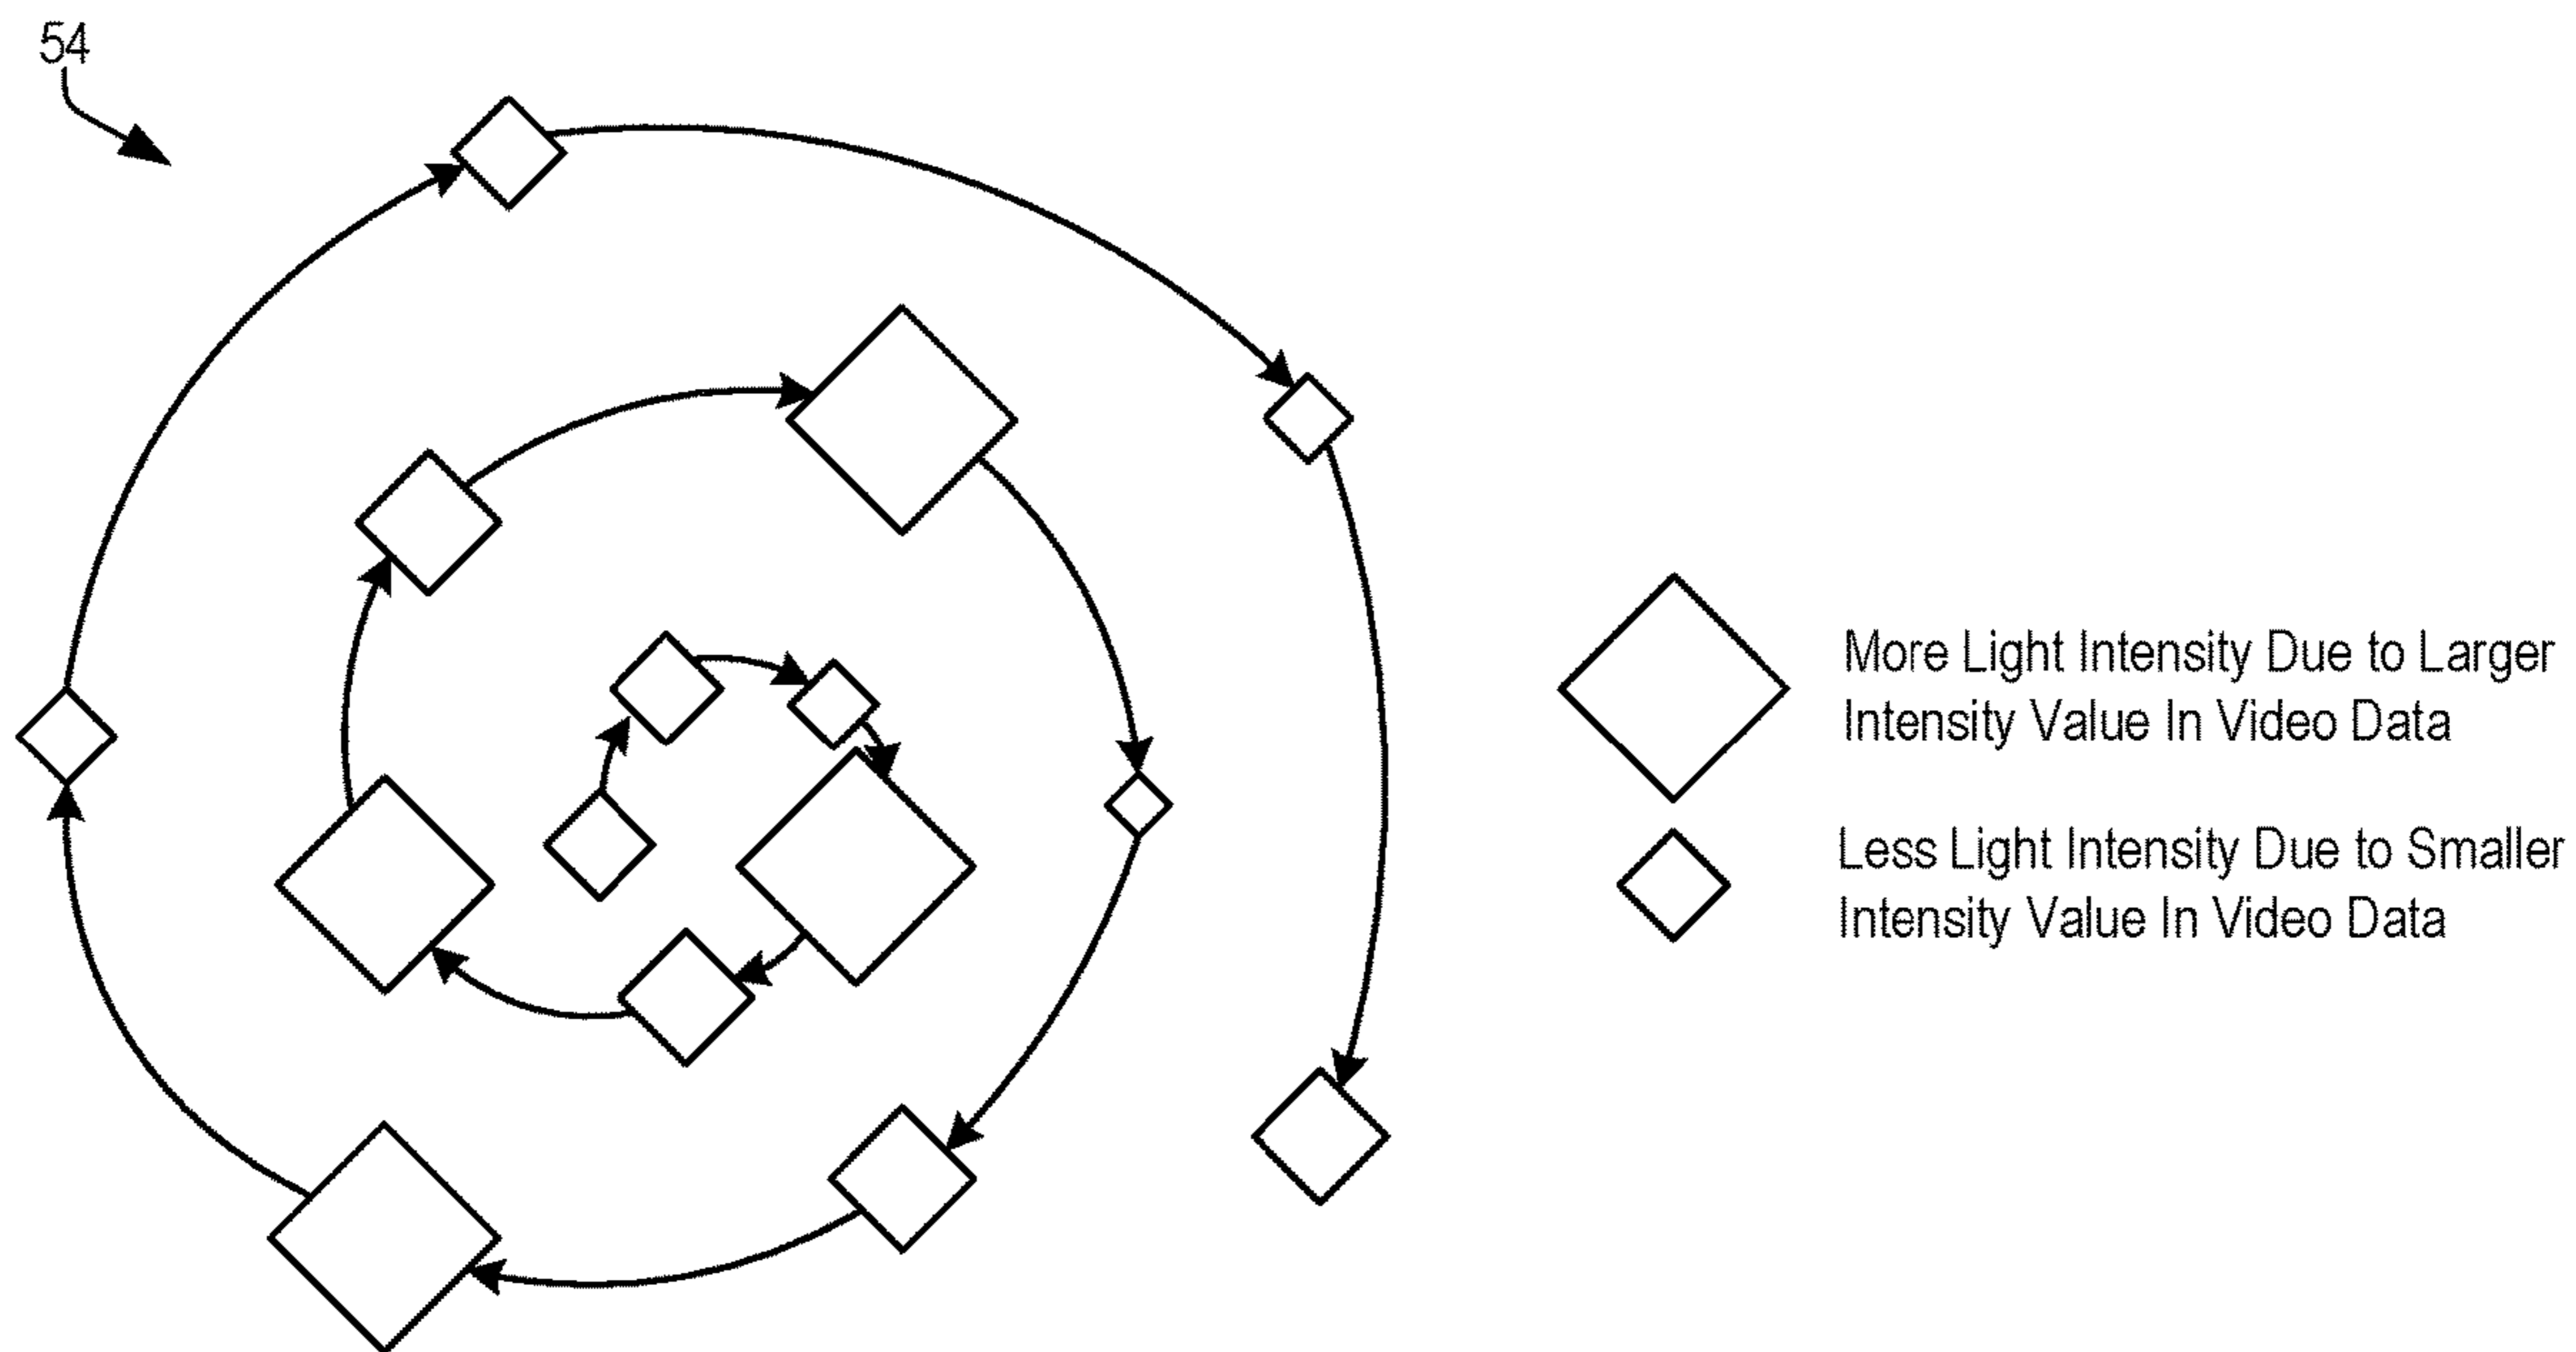 54
More Light Intensity Due to Larger
Intensity Value In Video Data
Less Light Intensity Due to Smaller
Intensity Value In Video Data